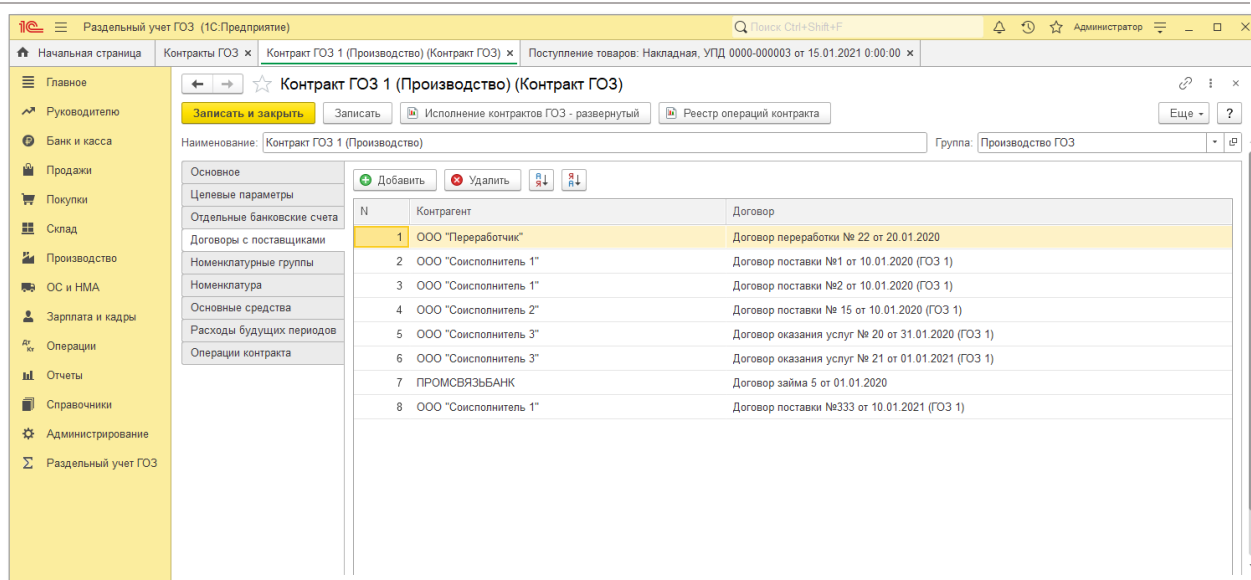 1С Раздельный учет ГОЗ (1С:Предприятие) Поиск Ctrl+Shift+F Администратор
Начальная страница Контракты ГОЗ × Контракт ГОЗ 1 (Производство) (Контракт ГОЗ) × Поступление товаров: Накладная, УПД 0000-000003 от 15.01.2021 0:00:00 ×
Главное
Руководителю
Банк и касса
Продажи
Покупки
Склад
Производство
ОС и НМА
Зарплата и кадры
Дт Кт Операции
Отчеты
Справочники
Администрирование
Σ Раздельный учет ГОЗ
Контракт ГОЗ 1 (Производство) (Контракт ГОЗ)
Записать и закрыть Записать Исполнение контрактов ГОЗ - развернутый Реестр операций контракта Еще ?
Наименование: Контракт ГОЗ 1 (Производство) Группа: Производство ГОЗ
Основное
Целевые параметры
Отдельные банковские счета
Договоры с поставщиками
Номенклатурные группы
Номенклатура
Основные средства
Расходы будущих периодов
Операции контракта
Добавить Удалить
N Контрагент Договор
1 ООО "Переработчик" Договор переработки № 22 от 20.01.2020
2 ООО "Соисполнитель 1" Договор поставки №1 от 10.01.2020 (ГОЗ 1)
3 ООО "Соисполнитель 1" Договор поставки №2 от 10.01.2020 (ГОЗ 1)
4 ООО "Соисполнитель 2" Договор поставки № 15 от 10.01.2020 (ГОЗ 1)
5 ООО "Соисполнитель 3" Договор оказания услуг № 20 от 31.01.2020 (ГОЗ 1)
6 ООО "Соисполнитель 3" Договор оказания услуг № 21 от 01.01.2021 (ГОЗ 1)
7 ПРОМСВЯЗЬБАНК Договор займа 5 от 01.01.2020
8 ООО "Соисполнитель 1" Договор поставки №333 от 10.01.2021 (ГОЗ 1)